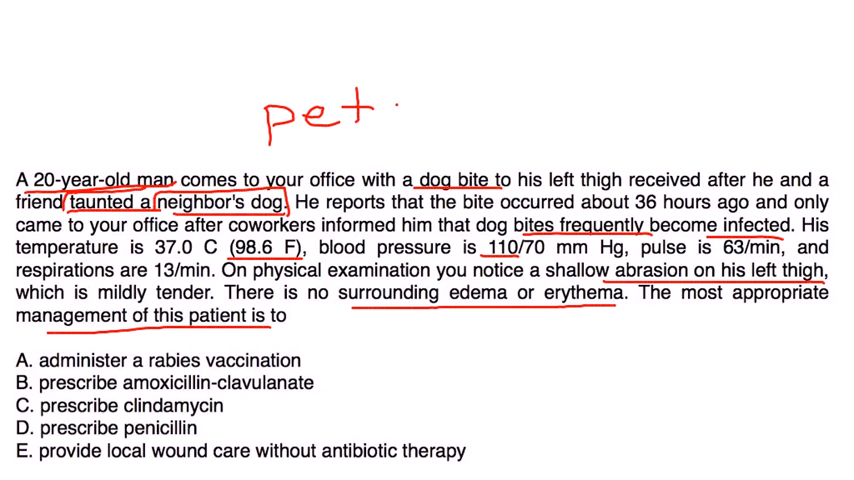 pet
A 20-year-old man comes to your office with a dog bite to his left thigh received after he and a
friend taunted a neighbor's dog. He reports that the bite occurred about 36 hours ago and only
came to your office after coworkers informed him that dog bites frequently become infected. His
temperature is 37.0 C (98.6 F), blood pressure is 110/70 mm Hg, pulse is 63/min, and
respirations are 13/min. On physical examination you notice a shallow abrasion on his left thigh,
which is mildly tender. There is no surrounding edema or erythema. The most appropriate
management of this patient is to
A. administer a rabies vaccination
B. prescribe amoxicillin-clavulanate
C. prescribe clindamycin
D. prescribe penicillin
E. provide local wound care without antibiotic therapy